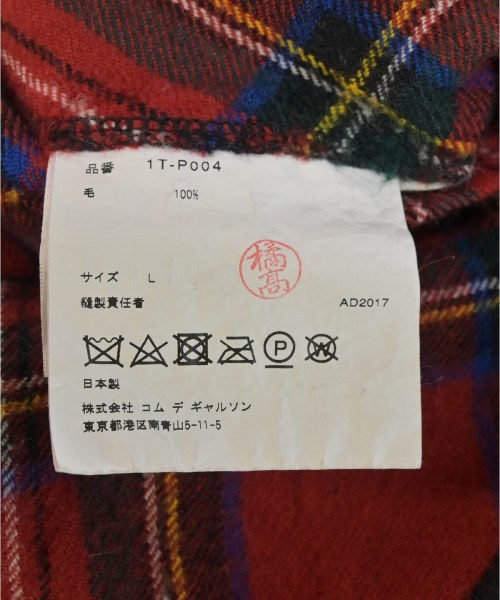 品番 1T-P004
毛 100%
橘高
サイズ L
縫製責任者 AD2017
P W
日本製
株式会社 コム デ ギャルソン
東京都港区南青山5-11-5